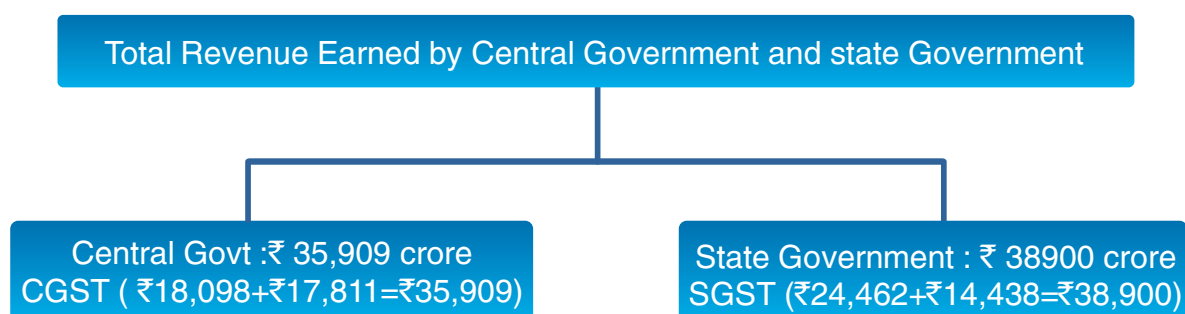 Total Revenue Earned by Central Government and state Government
Central Govt :₹ 35,909 crore
CGST ( ₹18,098+₹17,811=₹35,909)
State Government : ₹ 38900 crore
SGST (₹24,462+₹14,438=₹38,900)